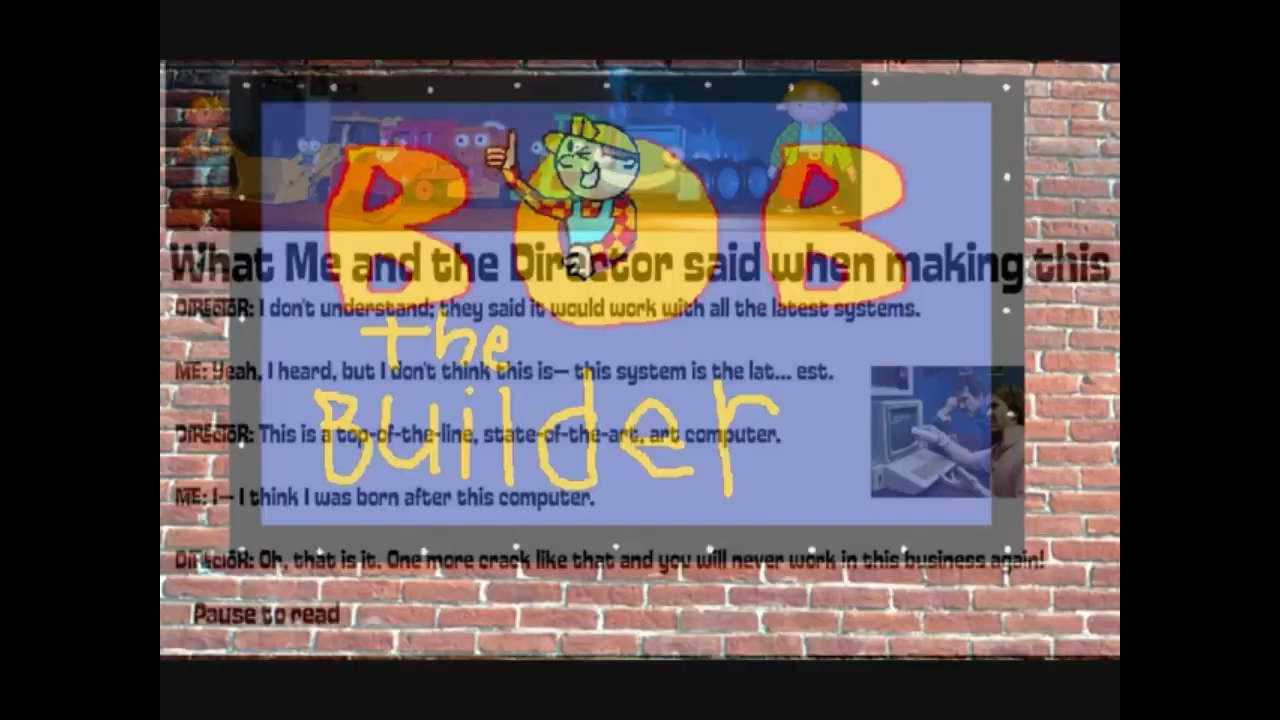 BOB
the
Builder
What Me and the Director said when making this
DIRECTOR: I don't understand; they said it would work with all the latest systems.
ME: Yeah, I heard, but I don't think this is— this system is the lat... est.
DIRECTOR: This is a top-of-the-line, state-of-the-art, art computer.
ME: I— I think I was born after this computer.
DIRECTOR: Oh, that is it. One more crack like that and you will never work in this business again!
Pause to read